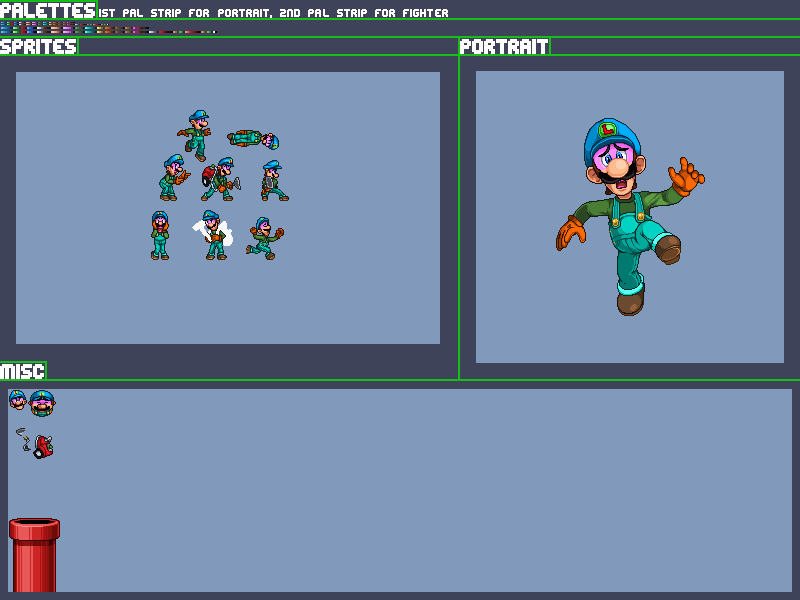 PALETTES 1ST PAL STRIP FOR PORTRAIT, 2ND PAL STRIP FOR FIGHTER
SPRITES
PORTRAIT
L
MISC